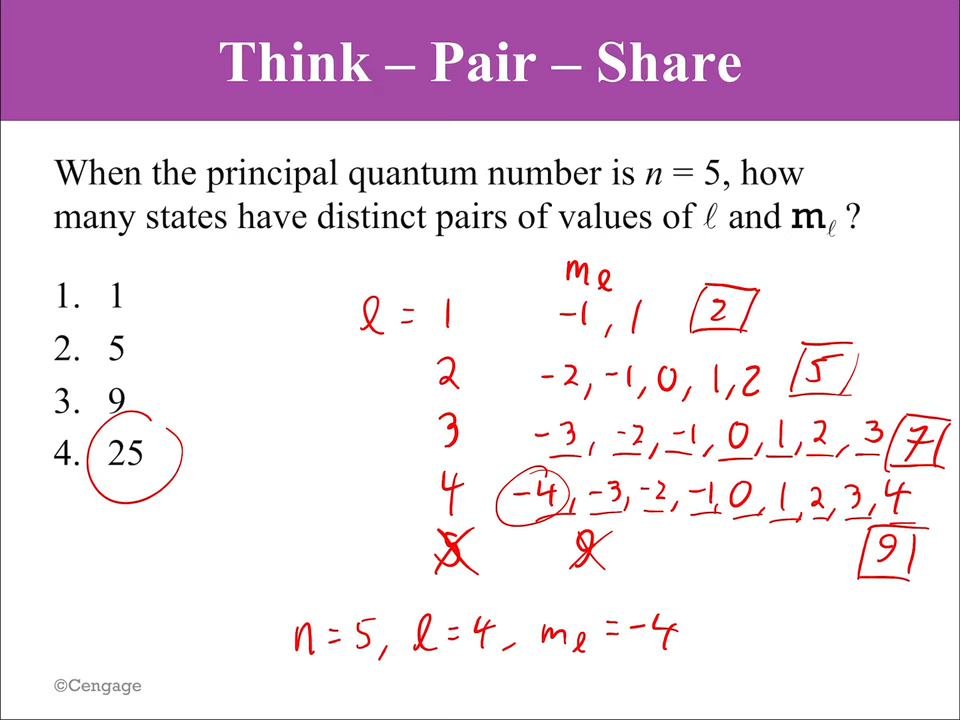 Think – Pair – Share
When the principal quantum number is n = 5, how
many states have distinct pairs of values of ℓ and mℓ ?
1. 1
2. 5
3. 9
4. 25
mℓ
ℓ = 1 -1, 1 2
2 -2, -1, 0, 1, 2 5
3 -3, -2, -1, 0, 1, 2, 3 7
4 -4, -3, -2, -1, 0, 1, 2, 3, 4
9
n = 5, ℓ = 4, mℓ = -4
©Cengage